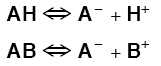 AH ⟺ A⁻ + H⁺
AB ⟺ A⁻ + B⁺